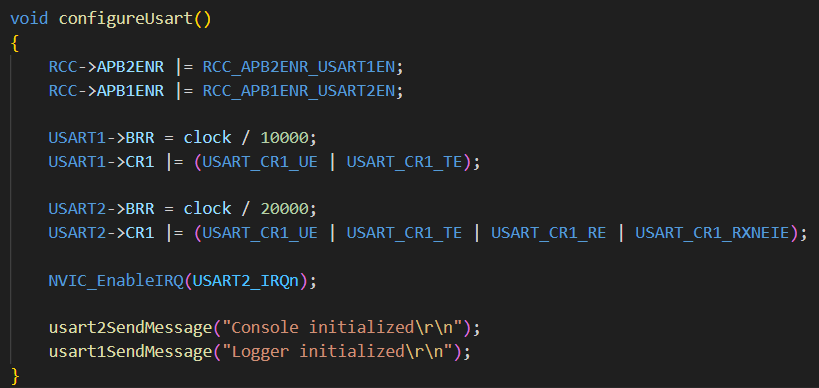 void configureUsart()
{
    RCC->APB2ENR |= RCC_APB2ENR_USART1EN;
    RCC->APB1ENR |= RCC_APB1ENR_USART2EN;

    USART1->BRR = clock / 10000;
    USART1->CR1 |= (USART_CR1_UE | USART_CR1_TE);

    USART2->BRR = clock / 20000;
    USART2->CR1 |= (USART_CR1_UE | USART_CR1_TE | USART_CR1_RE | USART_CR1_RXNEIE);

    NVIC_EnableIRQ(USART2_IRQn);

    usart2SendMessage("Console initialized\r\n");
    usart1SendMessage("Logger initialized\r\n");
}